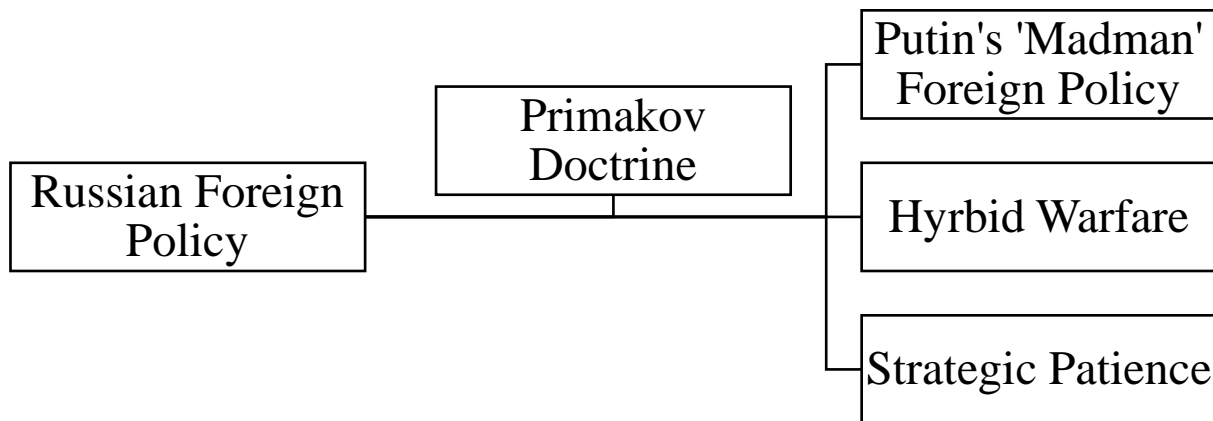 Russian Foreign
Policy
Primakov
Doctrine
Putin's 'Madman'
Foreign Policy
Hyrbid Warfare
Strategic Patience